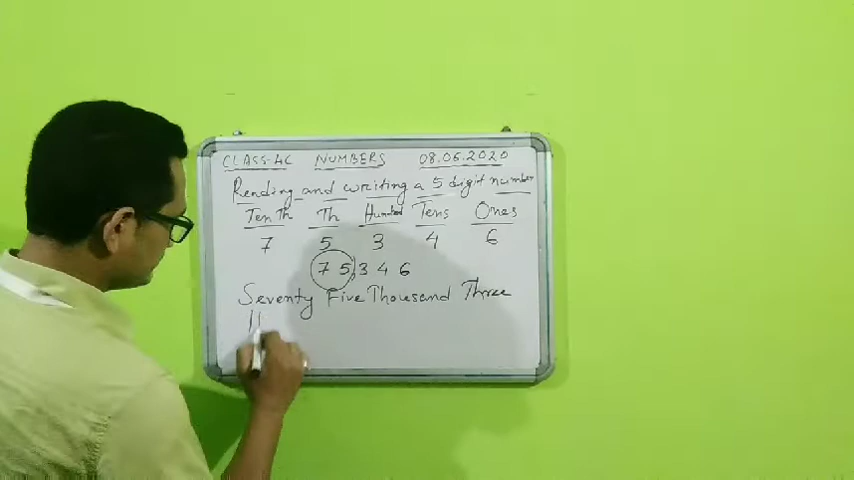 CLASS-4C NUMBERS 08.06.2020
Reading and writing a 5 digit number
Ten Th Th Hundred Tens Ones
7 5 3 4 6
7 5,3 4 6
Seventy Five Thousand Three
H